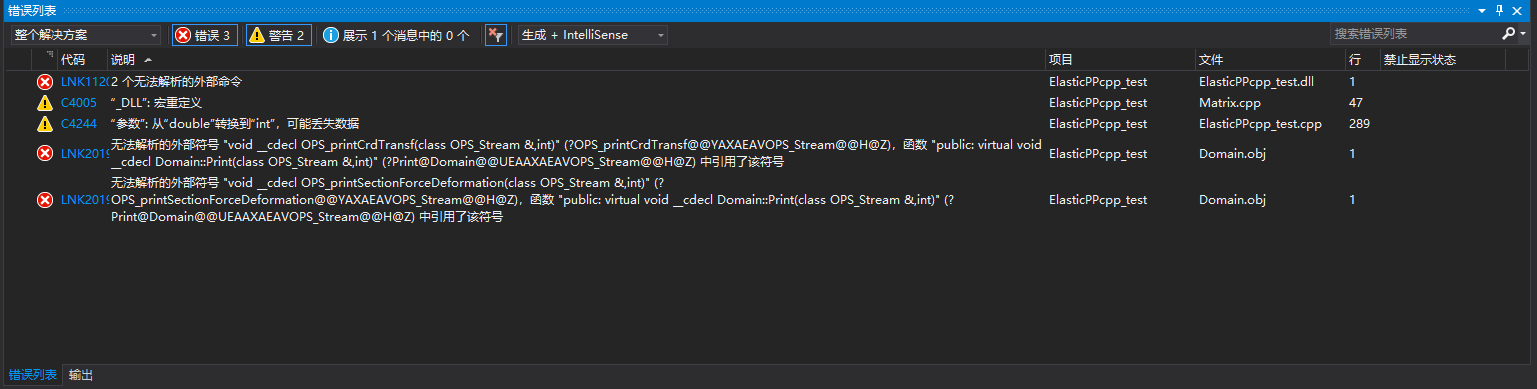 错误列表
整个解决方案 错误 3 警告 2 展示 1 个消息中的 0 个 生成 + IntelliSense 搜索错误列表
代码 说明 项目 文件 行 禁止显示状态
LNK112 2 个无法解析的外部命令 ElasticPPcpp_test ElasticPPcpp_test.dll 1
C4005 “_DLL”: 宏重定义 ElasticPPcpp_test Matrix.cpp 47
C4244 “参数”: 从“double”转换到“int”，可能丢失数据 ElasticPPcpp_test ElasticPPcpp_test.cpp 289
无法解析的外部符号 "void __cdecl OPS_printCrdTransf(class OPS_Stream &,int)" (?OPS_printCrdTransf@@YAXAEAVOPS_Stream@@H@Z)，函数 "public: virtual void
LNK2019 __cdecl Domain::Print(class OPS_Stream &,int)" (?Print@Domain@@UEAAXAEAVOPS_Stream@@H@Z) 中引用了该符号 ElasticPPcpp_test Domain.obj 1
无法解析的外部符号 "void __cdecl OPS_printSectionForceDeformation(class OPS_Stream &,int)" (?
LNK2019 OPS_printSectionForceDeformation@@YAXAEAVOPS_Stream@@H@Z)，函数 "public: virtual void __cdecl Domain::Print(class OPS_Stream &,int)" (? ElasticPPcpp_test Domain.obj 1
Print@Domain@@UEAAXAEAVOPS_Stream@@H@Z) 中引用了该符号
错误列表 输出